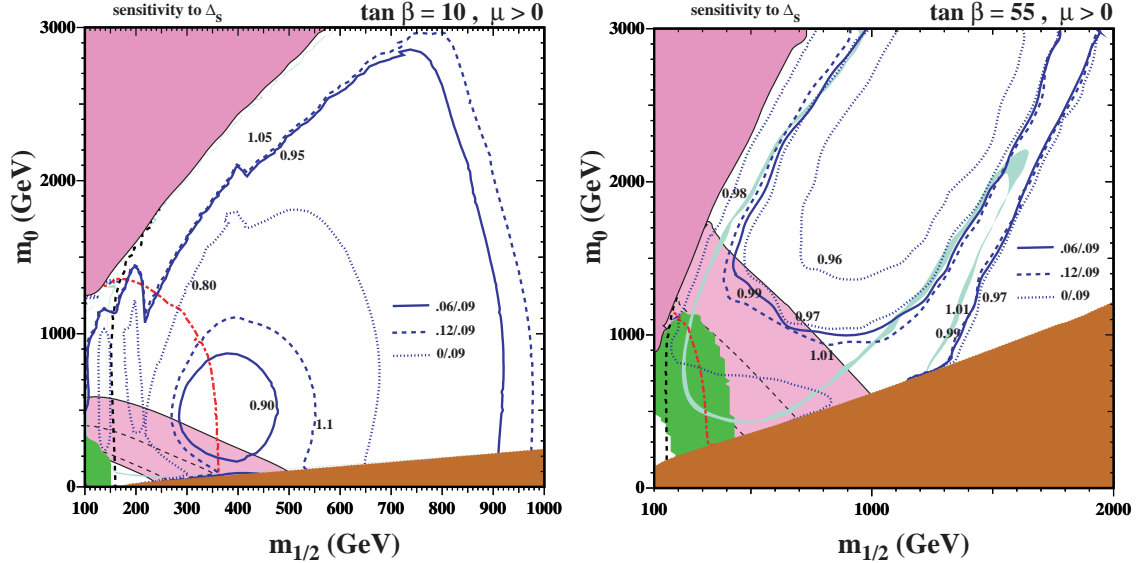 sensitivity to Δs
tan β = 10 , μ > 0
3000
2000
1000
0
m0 (GeV)
1.05
0.95
0.80
0.90
1.1
.06/.09
.12/.09
0/.09
100 200 300 400 500 600 700 800 900 1000
m1/2 (GeV)
sensitivity to Δs
tan β = 55 , μ > 0
3000
2000
1000
0
m0 (GeV)
0.98
0.96
0.99
0.97
1.01
0.97
1.01
0.99
.06/.09
.12/.09
0/.09
100 1000 2000
m1/2 (GeV)